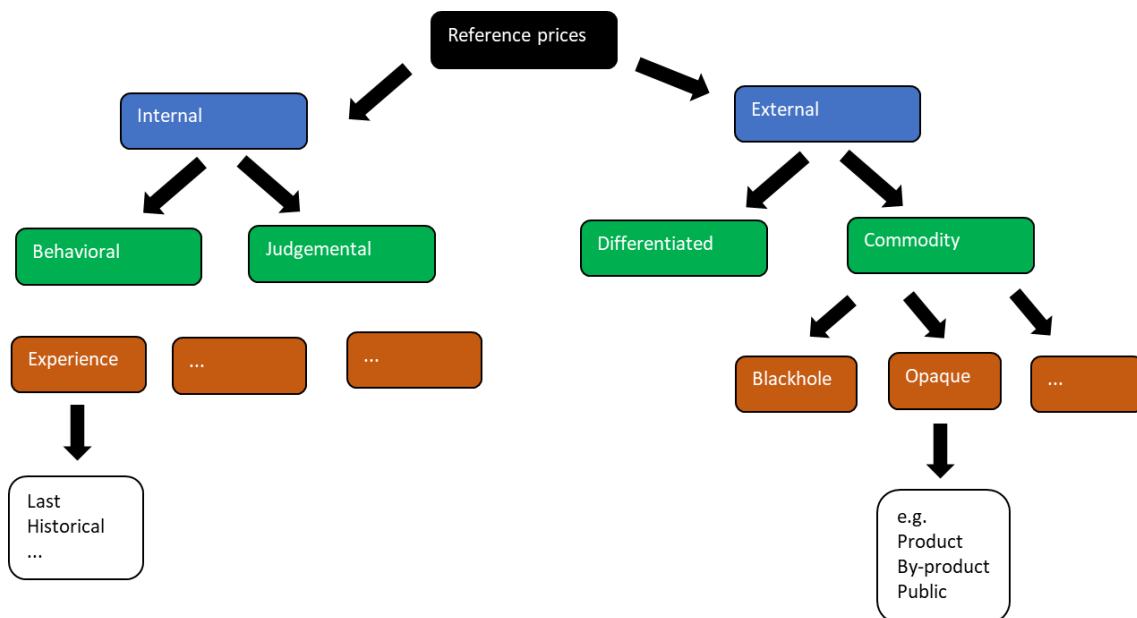 Reference prices
Internal
External
Behavioral
Judgemental
Differentiated
Commodity
Experience
...
...
Blackhole
Opaque
...
Last
Historical
...
e.g.
Product
By-product
Public